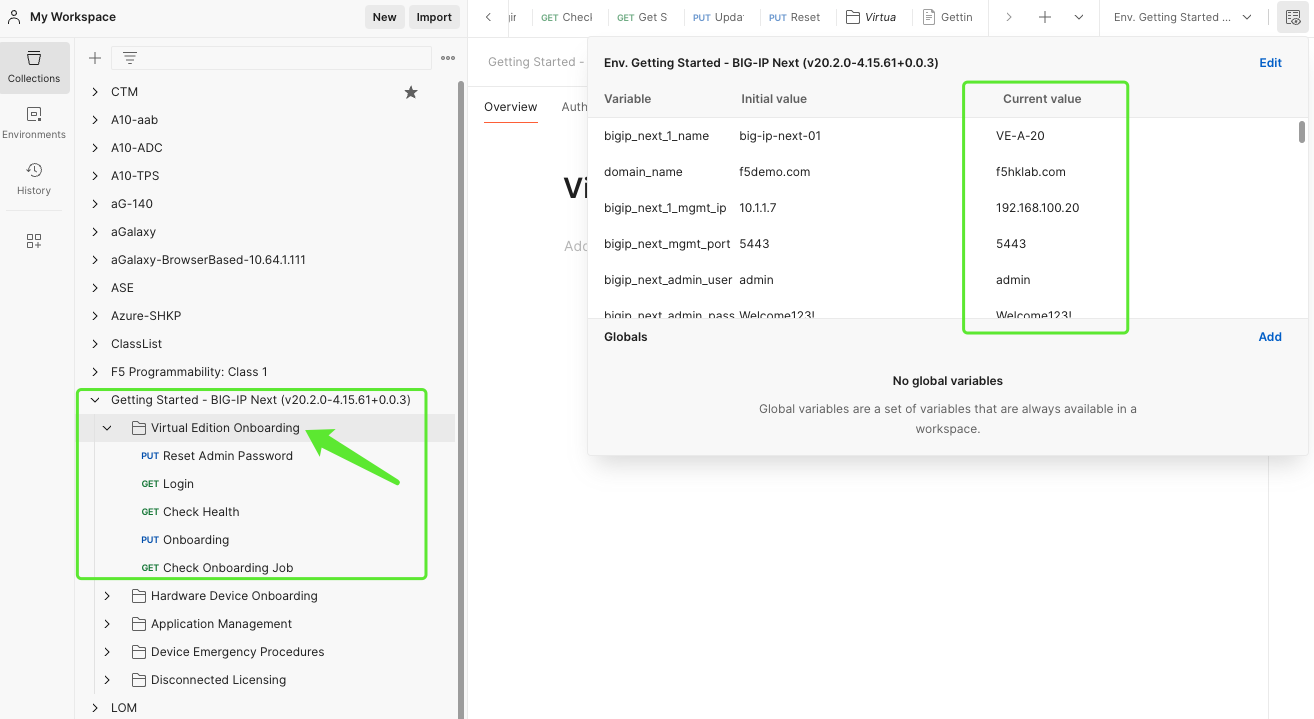 My Workspace
New
Import
GET Check
GET Get S
PUT Upda
PUT Reset
Virtua
Gettin
Env. Getting Started ...
Collections
Environments
History
CTM
A10-aab
A10-ADC
A10-TPS
aG-140
aGalaxy
aGalaxy-BrowserBased-10.64.1.111
ASE
Azure-SHKP
ClassList
F5 Programmability: Class 1
Getting Started - BIG-IP Next (v20.2.0-4.15.61+0.0.3)
Virtual Edition Onboarding
PUT Reset Admin Password
GET Login
GET Check Health
PUT Onboarding
GET Check Onboarding Job
Hardware Device Onboarding
Application Management
Device Emergency Procedures
Disconnected Licensing
LOM
Getting Started -
Overview
Auth
Vi
Add
Env. Getting Started - BIG-IP Next (v20.2.0-4.15.61+0.0.3)
Edit
Variable Initial value Current value
bigip_next_1_name big-ip-next-01 VE-A-20
domain_name f5demo.com f5hklab.com
bigip_next_1_mgmt_ip 10.1.1.7 192.168.100.20
bigip_next_mgmt_port 5443 5443
bigip_next_admin_user admin admin
bigip_next_admin_pass Welcome123! Welcome123!
Globals
Add
No global variables
Global variables are a set of variables that are always available in a
workspace.